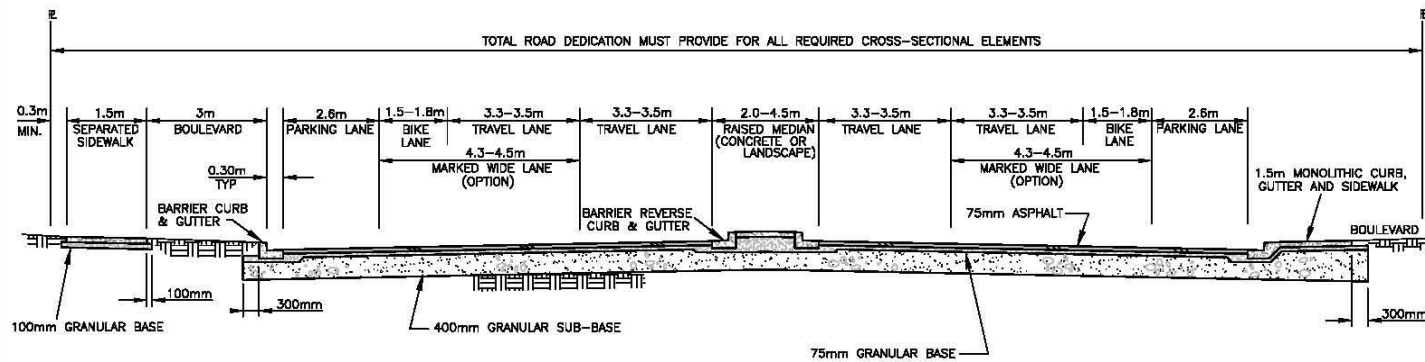 TOTAL ROAD DEDICATION MUST PROVIDE FOR ALL REQUIRED CROSS-SECTIONAL ELEMENTS
0.3m
MIN.
1.5m
SEPARATED
SIDEWALK
3m
BOULEVARD
2.6m
PARKING LANE
1.5-1.8m
BIKE
LANE
3.3-3.5m
TRAVEL LANE
3.3-3.5m
TRAVEL LANE
2.0-4.5m
RAISED MEDIAN
(CONCRETE OR
LANDSCAPE)
3.3-3.5m
TRAVEL LANE
3.3-3.5m
TRAVEL LANE
1.5-1.8m
BIKE
LANE
2.6m
PARKING LANE
4.3-4.5m
MARKED WIDE LANE
(OPTION)
4.3-4.5m
MARKED WIDE LANE
(OPTION)
0.30m
TYP
BARRIER CURB
& GUTTER
BARRIER REVERSE
CURB & GUTTER
75mm ASPHALT
1.5m MONOLITHIC CURB,
GUTTER AND SIDEWALK
BOULEVARD
100mm
300mm
300mm
100mm GRANULAR BASE
400mm GRANULAR SUB-BASE
75mm GRANULAR BASE